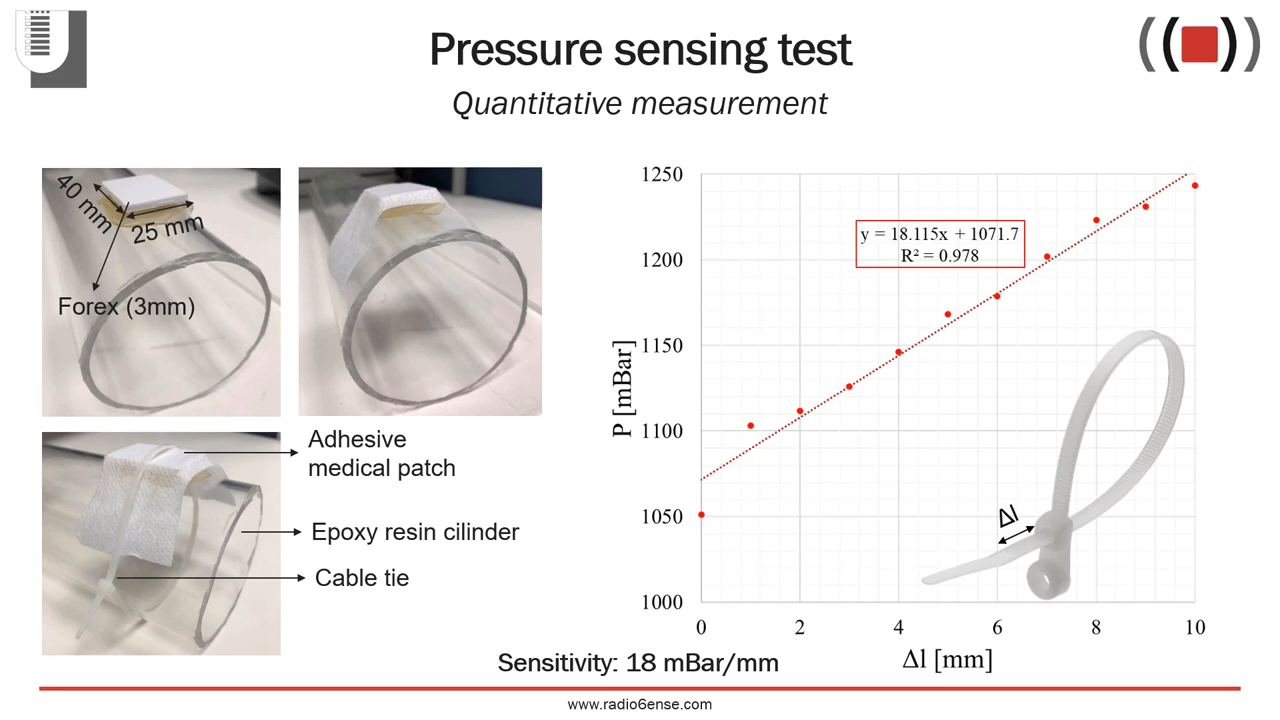 Pressure sensing test
Quantitative measurement
40 mm
25 mm
Forex (3mm)
Adhesive
medical patch
Epoxy resin cilinder
Cable tie
1250
1200
1150
1100
1050
1000
P [mBar]
y = 18.115x + 1071.7
R² = 0.978
Δl
0 2 4 6 8 10
Δl [mm]
Sensitivity: 18 mBar/mm
www.radio6ense.com